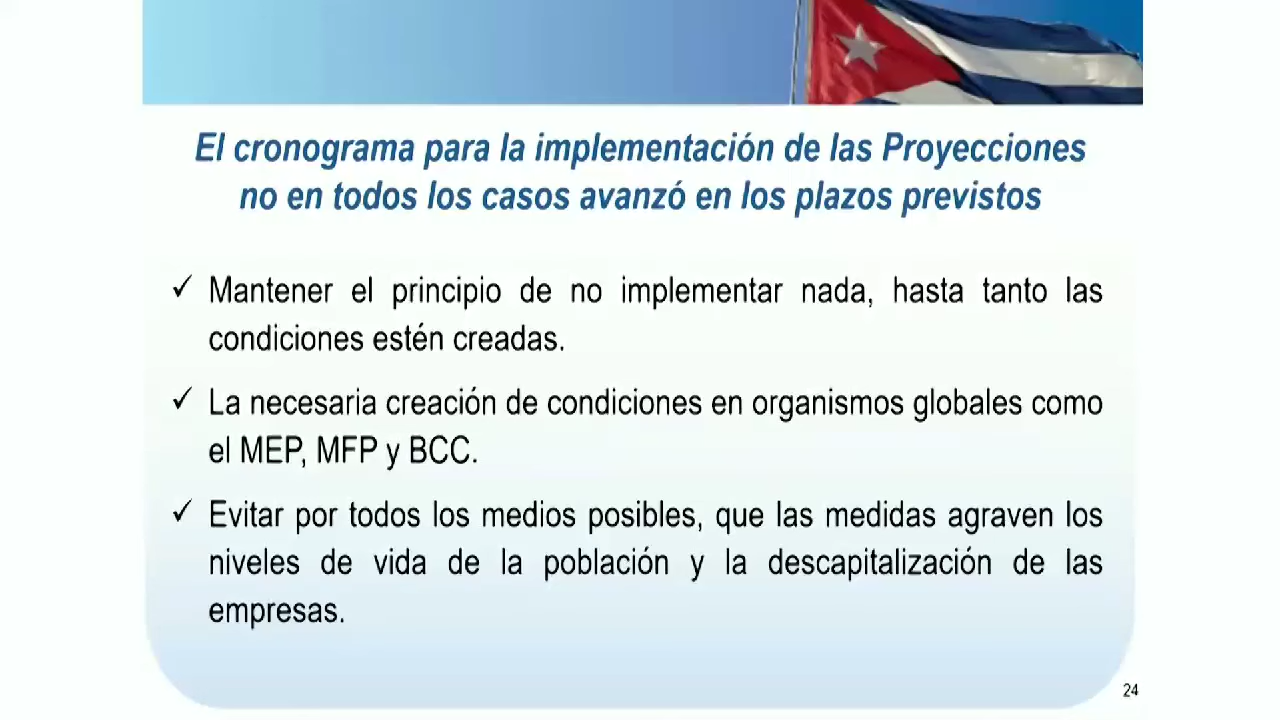 El cronograma para la implementación de las Proyecciones
no en todos los casos avanzó en los plazos previstos
✓ Mantener el principio de no implementar nada, hasta tanto las
condiciones estén creadas.
✓ La necesaria creación de condiciones en organismos globales como
el MEP, MFP y BCC.
✓ Evitar por todos los medios posibles, que las medidas agraven los
niveles de vida de la población y la descapitalización de las
empresas.
24